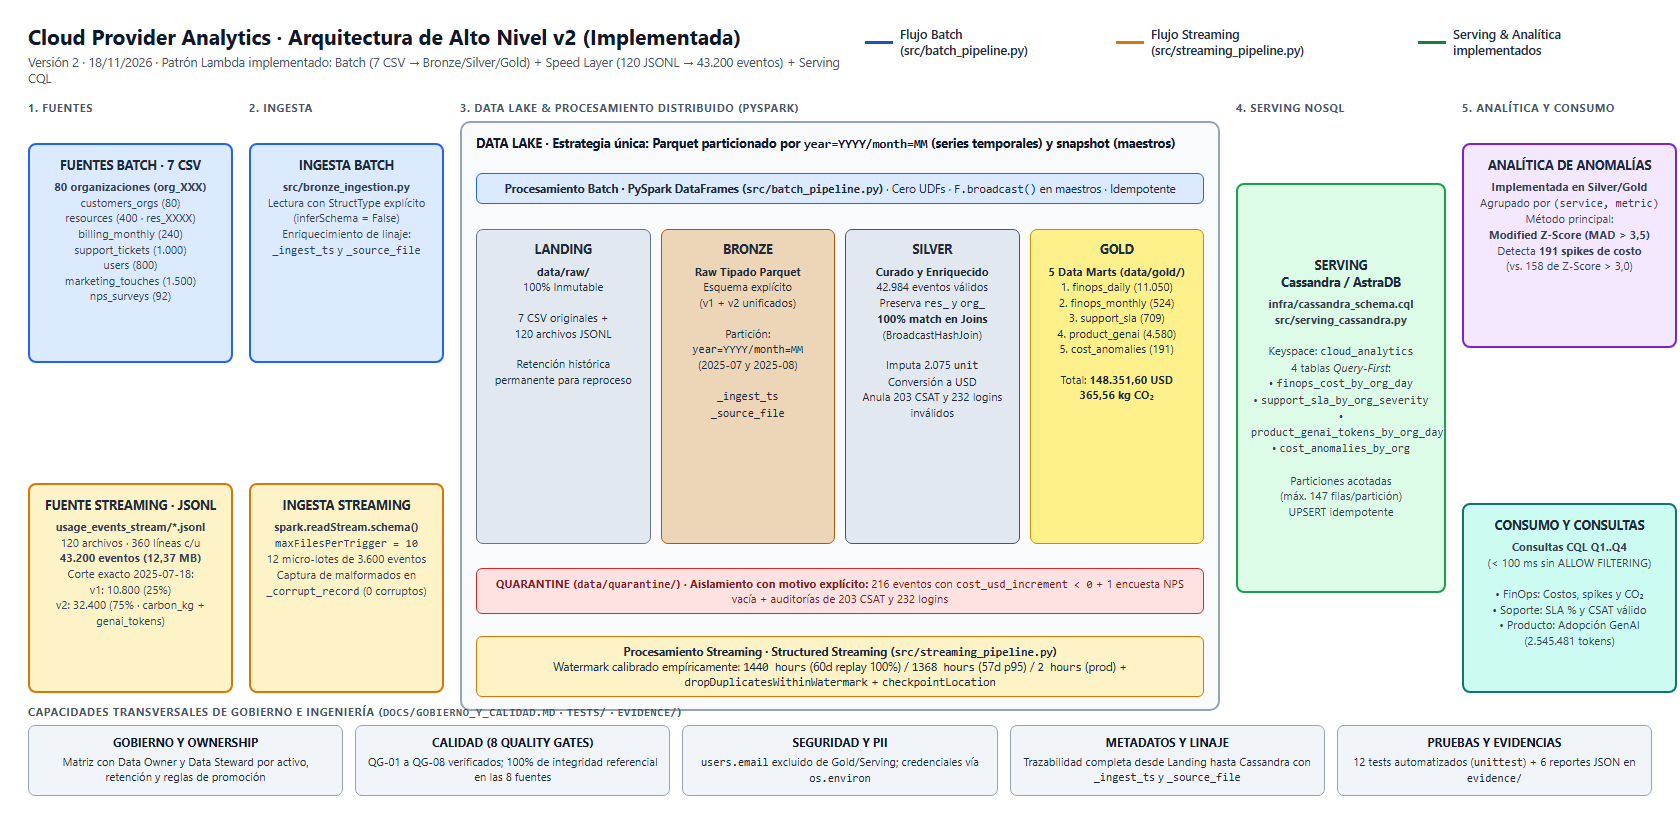 Cloud Provider Analytics · Arquitectura de Alto Nivel v2 (Implementada)
Versión 2 · 18/11/2026 · Patrón Lambda implementado: Batch (7 CSV → Bronze/Silver/Gold) + Speed Layer (120 JSONL → 43.200 eventos) + Serving
CQL
Flujo Batch
(src/batch_pipeline.py)
Flujo Streaming
(src/streaming_pipeline.py)
Serving & Analítica
implementados
1. FUENTES
2. INGESTA
3. DATA LAKE & PROCESAMIENTO DISTRIBUIDO (PYSPARK)
4. SERVING NOSQL
5. ANALÍTICA Y CONSUMO
FUENTES BATCH · 7 CSV
80 organizaciones (org_XXX)
customers_orgs (80)
resources (400 · res_XXXX)
billing_monthly (240)
support_tickets (1.000)
users (800)
marketing_touches (1.500)
nps_surveys (92)
INGESTA BATCH
src/bronze_ingestion.py
Lectura con StructType explícito
(inferSchema = False)
Enriquecimiento de linaje:
_ingest_ts y _source_file
DATA LAKE · Estrategia única: Parquet particionado por year=YYYY/month=MM (series temporales) y snapshot (maestros)
Procesamiento Batch · PySpark DataFrames (src/batch_pipeline.py) · Cero UDFs · F.broadcast() en maestros · Idempotente
LANDING
data/raw/
100% Inmutable
7 CSV originales +
120 archivos JSONL
Retención histórica
permanente para reproceso
BRONZE
Raw Tipado Parquet
Esquema explícito
(v1 + v2 unificados)
Partición:
year=YYYY/month=MM
(2025-07 y 2025-08)
_ingest_ts
_source_file
SILVER
Curado y Enriquecido
42.984 eventos válidos
Preserva res_ y org_
100% match en Joins
(BroadcastHashJoin)
Imputa 2.075 unit
Conversión a USD
Anula 203 CSAT y 232 logins
inválidos
GOLD
5 Data Marts (data/gold/)
1. finops_daily (11.050)
2. finops_monthly (524)
3. support_sla (709)
4. product_genai (4.580)
5. cost_anomalies (191)
Total: 148.351,60 USD
365,56 kg CO₂
SERVING
Cassandra / AstraDB
infra/cassandra_schema.cql
src/serving_cassandra.py
Keyspace: cloud_analytics
4 tablas Query-First:
• finops_cost_by_org_day
• support_sla_by_org_severity
•
product_genai_tokens_by_org_day
• cost_anomalies_by_org
Particiones acotadas
(máx. 147 filas/partición)
UPSERT idempotente
ANALÍTICA DE ANOMALÍAS
Implementada en Silver/Gold
Agrupado por (service, metric)
Método principal:
Modified Z-Score (MAD > 3,5)
Detecta 191 spikes de costo
(vs. 158 de Z-Score > 3,0)
FUENTE STREAMING · JSONL
usage_events_stream/*.jsonl
120 archivos · 360 líneas c/u
43.200 eventos (12,37 MB)
Corte exacto 2025-07-18:
v1: 10.800 (25%)
v2: 32.400 (75% · carbon_kg +
genai_tokens)
INGESTA STREAMING
spark.readStream.schema()
maxFilesPerTrigger = 10
12 micro-lotes de 3.600 eventos
Captura de malformados en
_corrupt_record (0 corruptos)
QUARANTINE (data/quarantine/) · Aislamiento con motivo explícito: 216 eventos con cost_usd_increment < 0 + 1 encuesta NPS
vacía + auditorías de 203 CSAT y 232 logins
Procesamiento Streaming · Structured Streaming (src/streaming_pipeline.py)
Watermark calibrado empíricamente: 1440 hours (60d replay 100%) / 1368 hours (57d p95) / 2 hours (prod) +
dropDuplicatesWithinWatermark + checkpointLocation
CONSUMO Y CONSULTAS
Consultas CQL Q1..Q4
(< 100 ms sin ALLOW FILTERING)
• FinOps: Costos, spikes y CO₂
• Soporte: SLA % y CSAT válido
• Producto: Adopción GenAI
(2.545.481 tokens)
CAPACIDADES TRANSVERSALES DE GOBIERNO E INGENIERÍA (DOCS/GOBIERNO_Y_CALIDAD.MD · TESTS/ · EVIDENCE/)
GOBIERNO Y OWNERSHIP
Matriz con Data Owner y Data Steward por activo,
retención y reglas de promoción
CALIDAD (8 QUALITY GATES)
QG-01 a QG-08 verificados; 100% de integridad referencial
en las 8 fuentes
SEGURIDAD Y PII
users.email excluido de Gold/Serving; credenciales vía
os.environ
METADATOS Y LINAJE
Trazabilidad completa desde Landing hasta Cassandra con
_ingest_ts y _source_file
PRUEBAS Y EVIDENCIAS
12 tests automatizados (unittest) + 6 reportes JSON en
evidence/